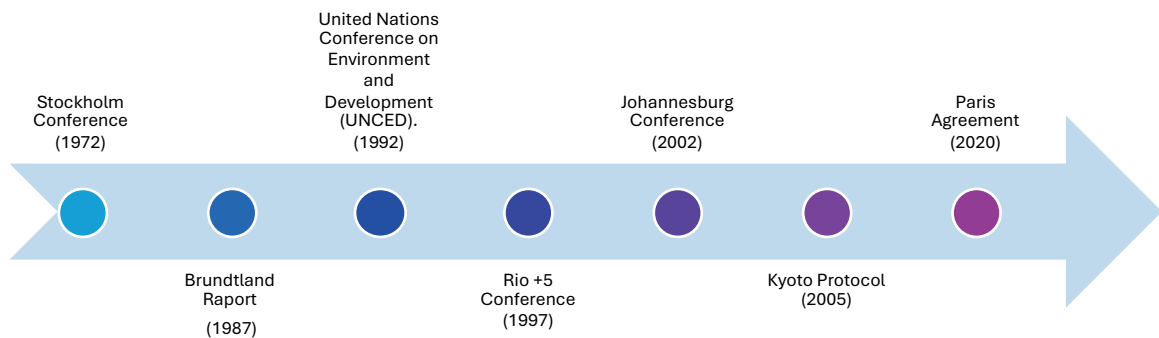 Stockholm
Conference
(1972)
Brundtland
Raport
(1987)
United Nations
Conference on
Environment
and
Development
(UNCED).
(1992)
Rio +5
Conference
(1997)
Johannesburg
Conference
(2002)
Kyoto Protocol
(2005)
Paris
Agreement
(2020)